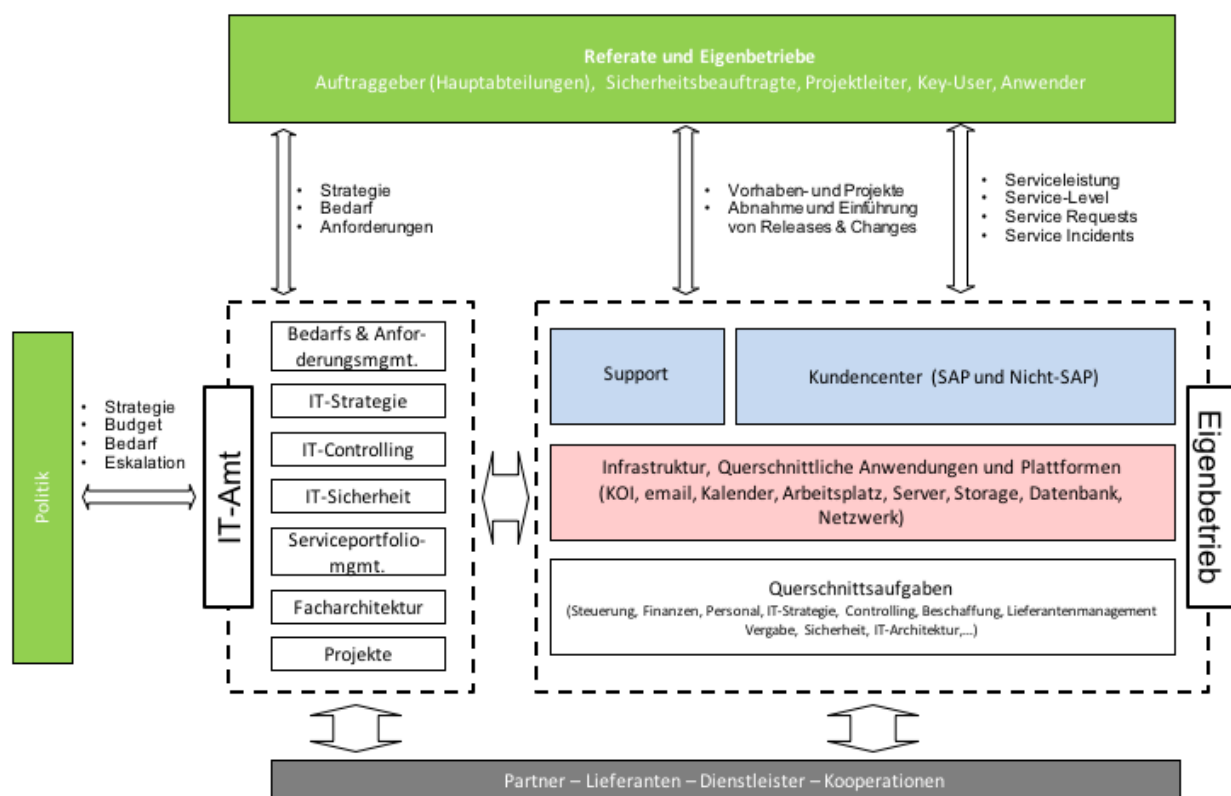 Referate und Eigenbetriebe
Auftraggeber (Hauptabteilungen), Sicherheitsbeauftragte, Projektleiter, Key-User, Anwender
• Strategie
• Bedarf
• Anforderungen
• Vorhaben- und Projekte
• Abnahme und Einführung
von Releases & Changes
• Serviceleistung
• Service-Level
• Service Requests
• Service Incidents
Politik
• Strategie
• Budget
• Bedarf
• Eskalation
IT-Amt
Bedarfs & Anfor-
derungsmgmt.
IT-Strategie
IT-Controlling
IT-Sicherheit
Serviceportfolio-
mgmt.
Facharchitektur
Projekte
Support
Kundencenter (SAP und Nicht-SAP)
Infrastruktur, Querschnittliche Anwendungen und Plattformen
(KOI, email, Kalender, Arbeitsplatz, Server, Storage, Datenbank,
Netzwerk)
Querschnittsaufgaben
(Steuerung, Finanzen, Personal, IT-Strategie, Controlling, Beschaffung, Lieferantenmanagement
Vergabe, Sicherheit, IT-Architektur,...)
Eigenbetrieb
Partner – Lieferanten – Dienstleister – Kooperationen